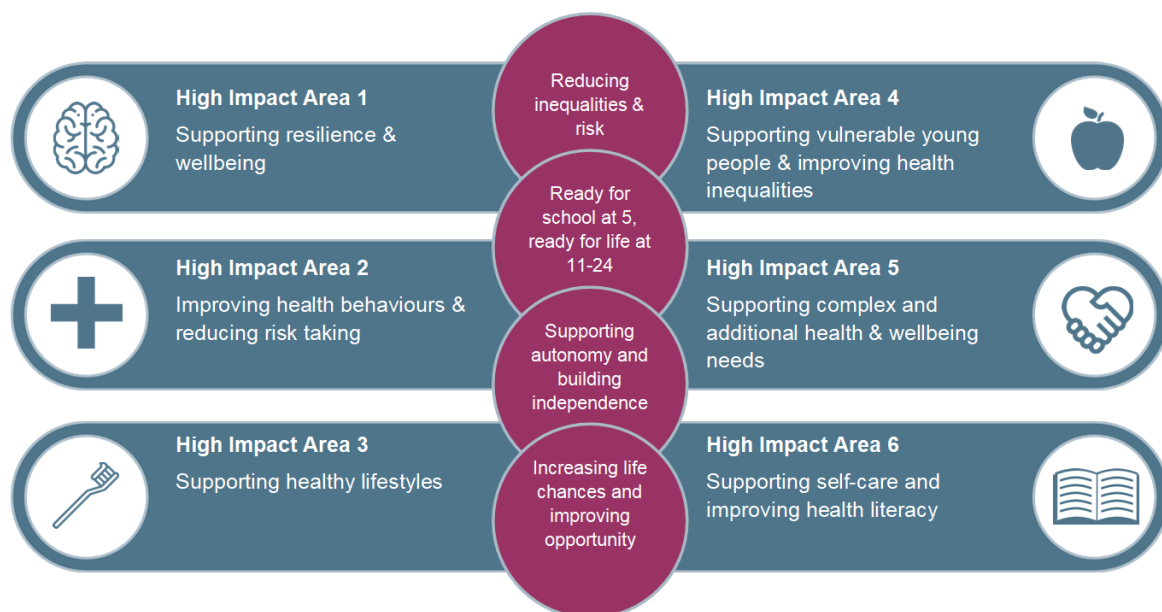 High Impact Area 1
Supporting resilience &
wellbeing
High Impact Area 2
Improving health behaviours &
reducing risk taking
High Impact Area 3
Supporting healthy lifestyles
Reducing
inequalities &
risk
Ready for
school at 5,
ready for life at
11-24
Supporting
autonomy and
building
independence
Increasing life
chances and
improving
opportunity
High Impact Area 4
Supporting vulnerable young
people & improving health
inequalities
High Impact Area 5
Supporting complex and
additional health & wellbeing
needs
High Impact Area 6
Supporting self-care and
improving health literacy